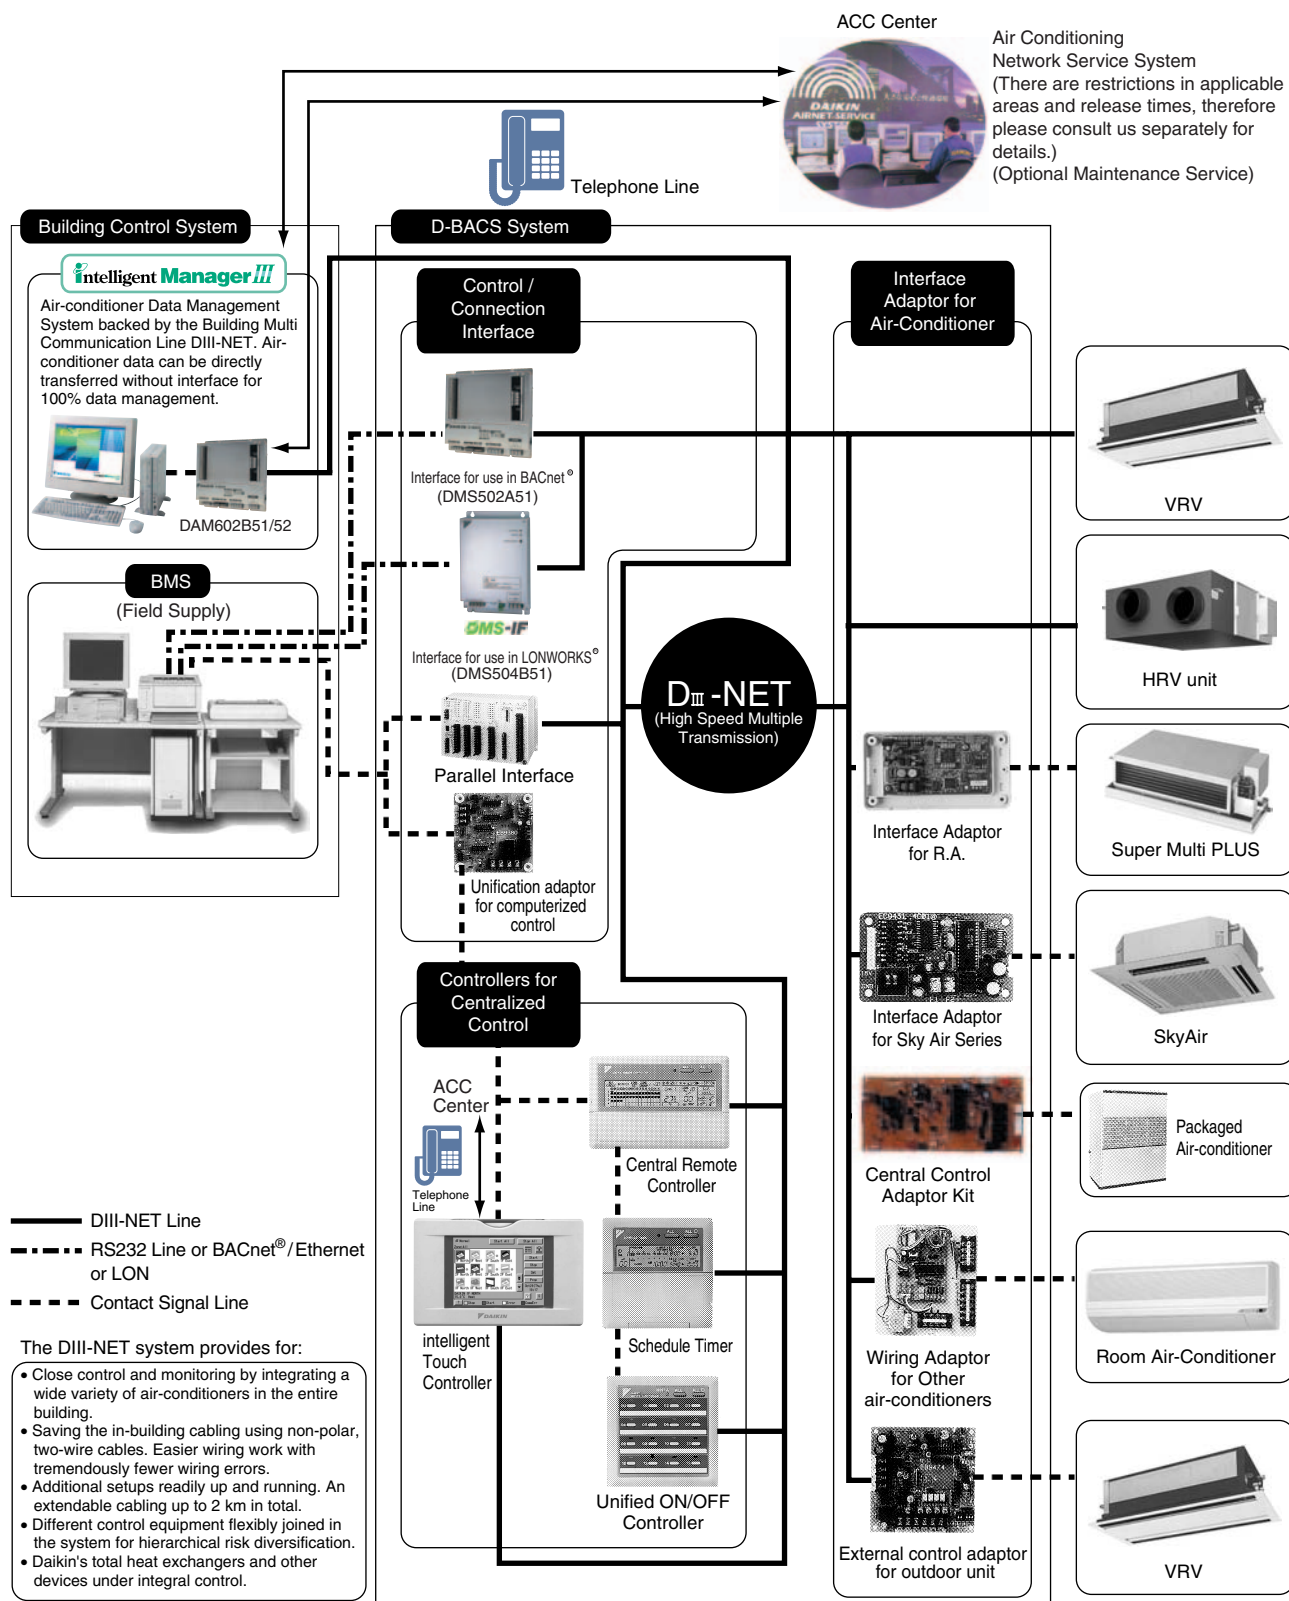 ACC Center
Air Conditioning
Network Service System
(There are restrictions in applicable
areas and release times, therefore
please consult us separately for
details.)
(Optional Maintenance Service)
DAIKIN
AIRNET-SERVICE
SYSTEM
Telephone Line
Building Control System
D-BACS System
intelligent Manager III
Air-conditioner Data Management
System backed by the Building Multi
Communication Line DIII-NET. Air-
conditioner data can be directly
transferred without interface for
100% data management.
DAM602B51/52
BMS
(Field Supply)
Control /
Connection
Interface
Interface for use in BACnet®
(DMS502A51)
DMS-IF
Interface for use in LONWORKS®
(DMS504B51)
Parallel Interface
Unification adaptor
for computerized
control
DIII-NET
(High Speed Multiple
Transmission)
Interface
Adaptor for
Air-Conditioner
Interface Adaptor
for R.A.
Interface Adaptor
for Sky Air Series
Central Control
Adaptor Kit
Wiring Adaptor
for Other
air-conditioners
External control adaptor
for outdoor unit
VRV
HRV unit
Super Multi PLUS
SkyAir
Packaged
Air-conditioner
Room Air-Conditioner
VRV
Controllers for
Centralized
Control
ACC
Center
Telephone
Line
DAIKIN
intelligent
Touch
Controller
Central Remote
Controller
Schedule Timer
Unified ON/OFF
Controller
DIII-NET Line
RS232 Line or BACnet®/Ethernet
or LON
Contact Signal Line
The DIII-NET system provides for:
• Close control and monitoring by integrating a
wide variety of air-conditioners in the entire
building.
• Saving the in-building cabling using non-polar,
two-wire cables. Easier wiring work with
tremendously fewer wiring errors.
• Additional setups readily up and running. An
extendable cabling up to 2 km in total.
• Different control equipment flexibly joined in
the system for hierarchical risk diversification.
• Daikin's total heat exchangers and other
devices under integral control.